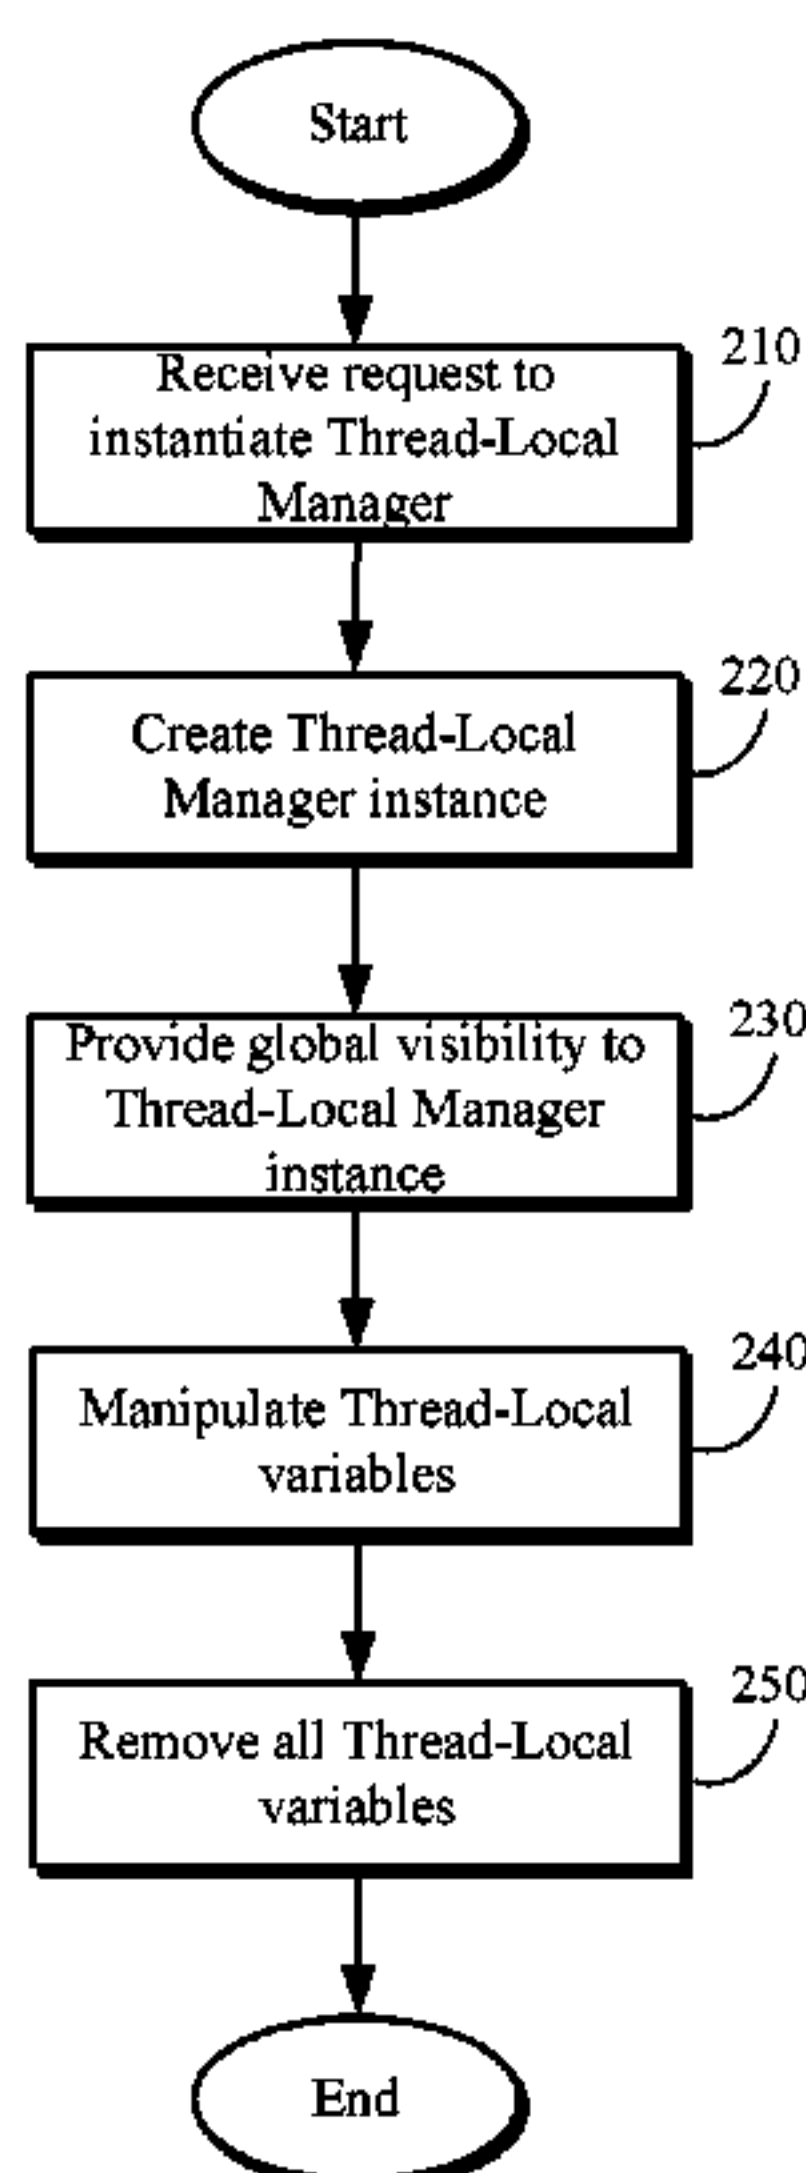 Start
210
Receive request to
instantiate Thread-Local
Manager
220
Create Thread-Local
Manager instance
230
Provide global visibility to
Thread-Local Manager
instance
240
Manipulate Thread-Local
variables
250
Remove all Thread-Local
variables
End